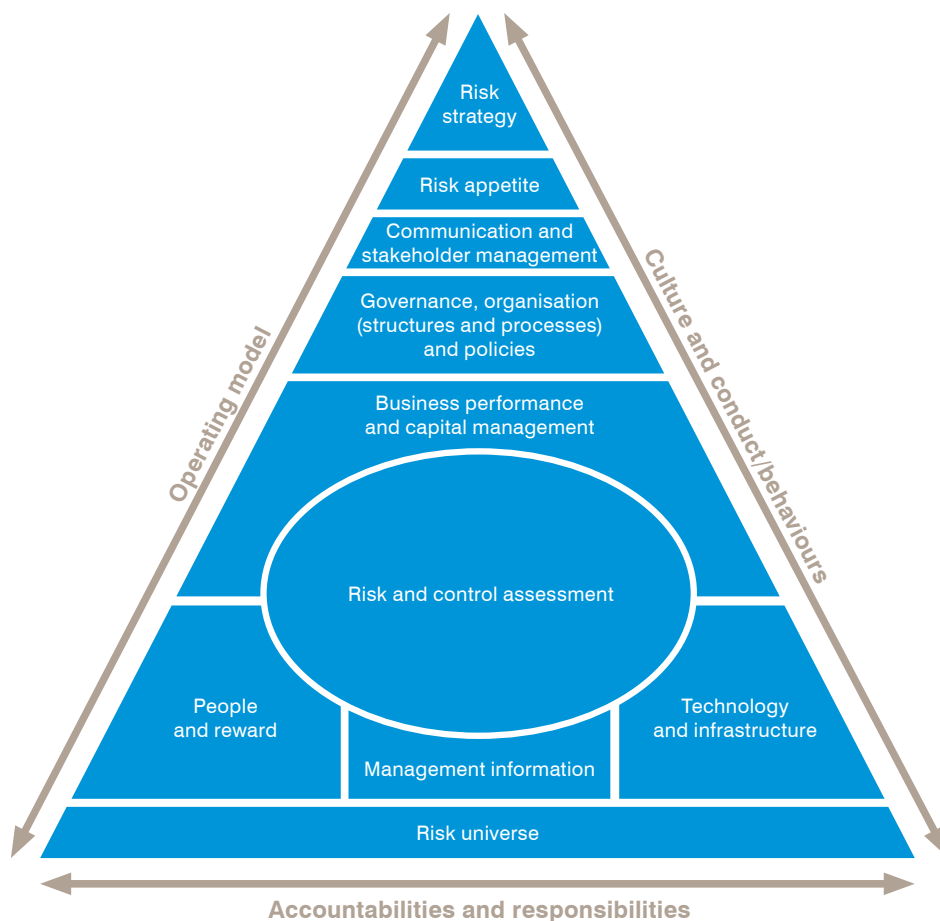 Risk
strategy
Risk appetite
Communication and
stakeholder management
Governance, organisation
(structures and processes)
and policies
Operating model
Culture and conduct/behaviours
Business performance
and capital management
Risk and control assessment
People
and reward
Technology
and infrastructure
Management information
Risk universe
Accountabilities and responsibilities